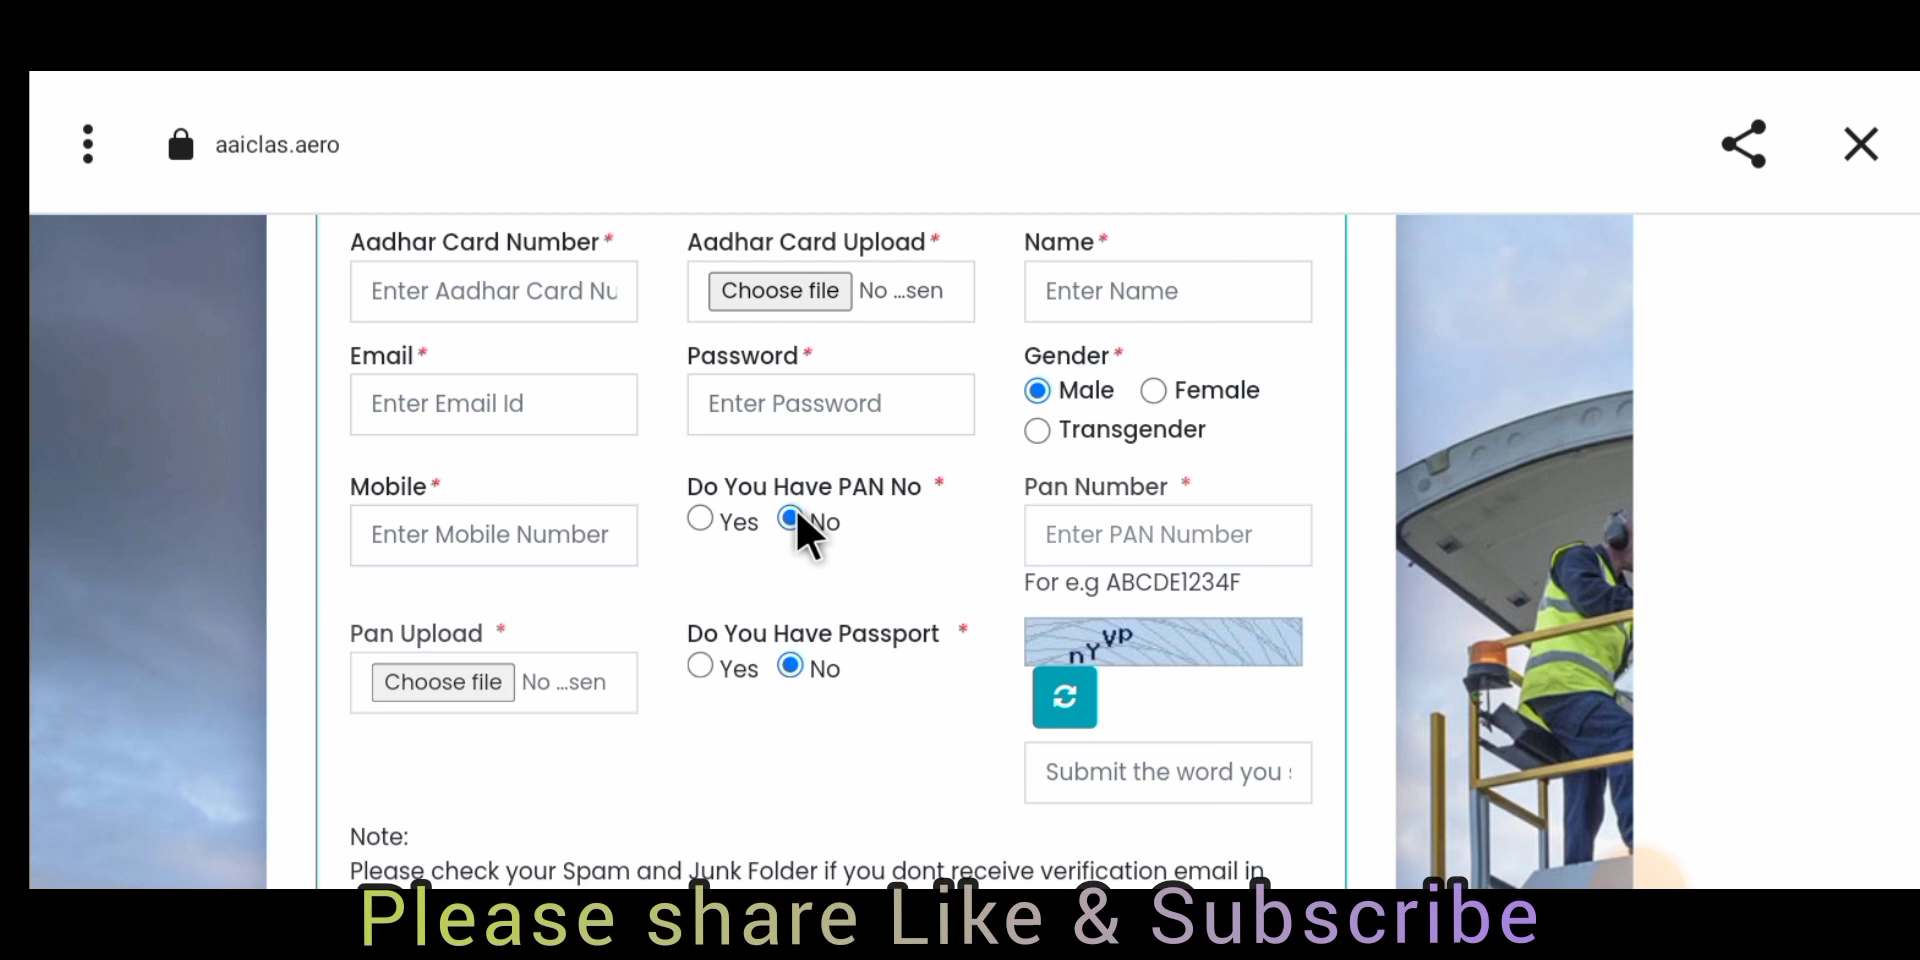 aaiclas.aero
Aadhar Card Number* Aadhar Card Upload* Name*
Enter Aadhar Card Nu Choose file No ...sen Enter Name
Email* Password* Gender*
Enter Email Id Enter Password Male Female
Transgender
Mobile* Do You Have PAN No * Pan Number *
Enter Mobile Number Yes No Enter PAN Number
For e.g ABCDE1234F
Pan Upload * Do You Have Passport * nYVp
Choose file No ...sen Yes No
Submit the word you s
Note:
Please check your Spam and Junk Folder if you dont receive verification email in
Please share Like & Subscribe